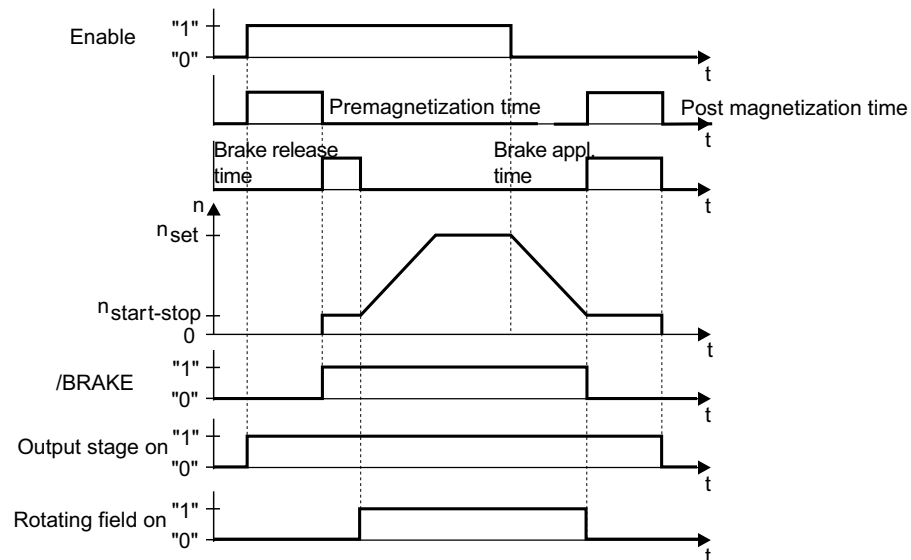 Enable
"1"
"0"
t
Premagnetization time
Post magnetization time
Brake release
time
Brake appl.
time
t
n
n set
n start-stop
0
t
/BRAKE
"1"
"0"
Output stage on
"1"
"0"
t
Rotating field on
"1"
"0"
t